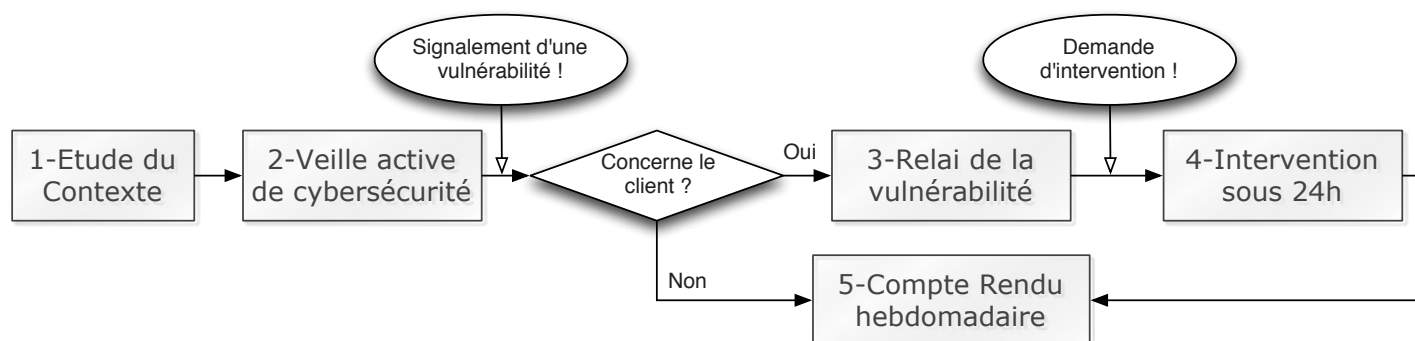 Signalement d'une
vulnérabilité !
Demande
d'intervention !
1-Etude du
Contexte
2-Veille active
de cybersécurité
Concerne le
client ?
Oui
3-Relai de la
vulnérabilité
4-Intervention
sous 24h
Non
5-Compte Rendu
hebdomadaire